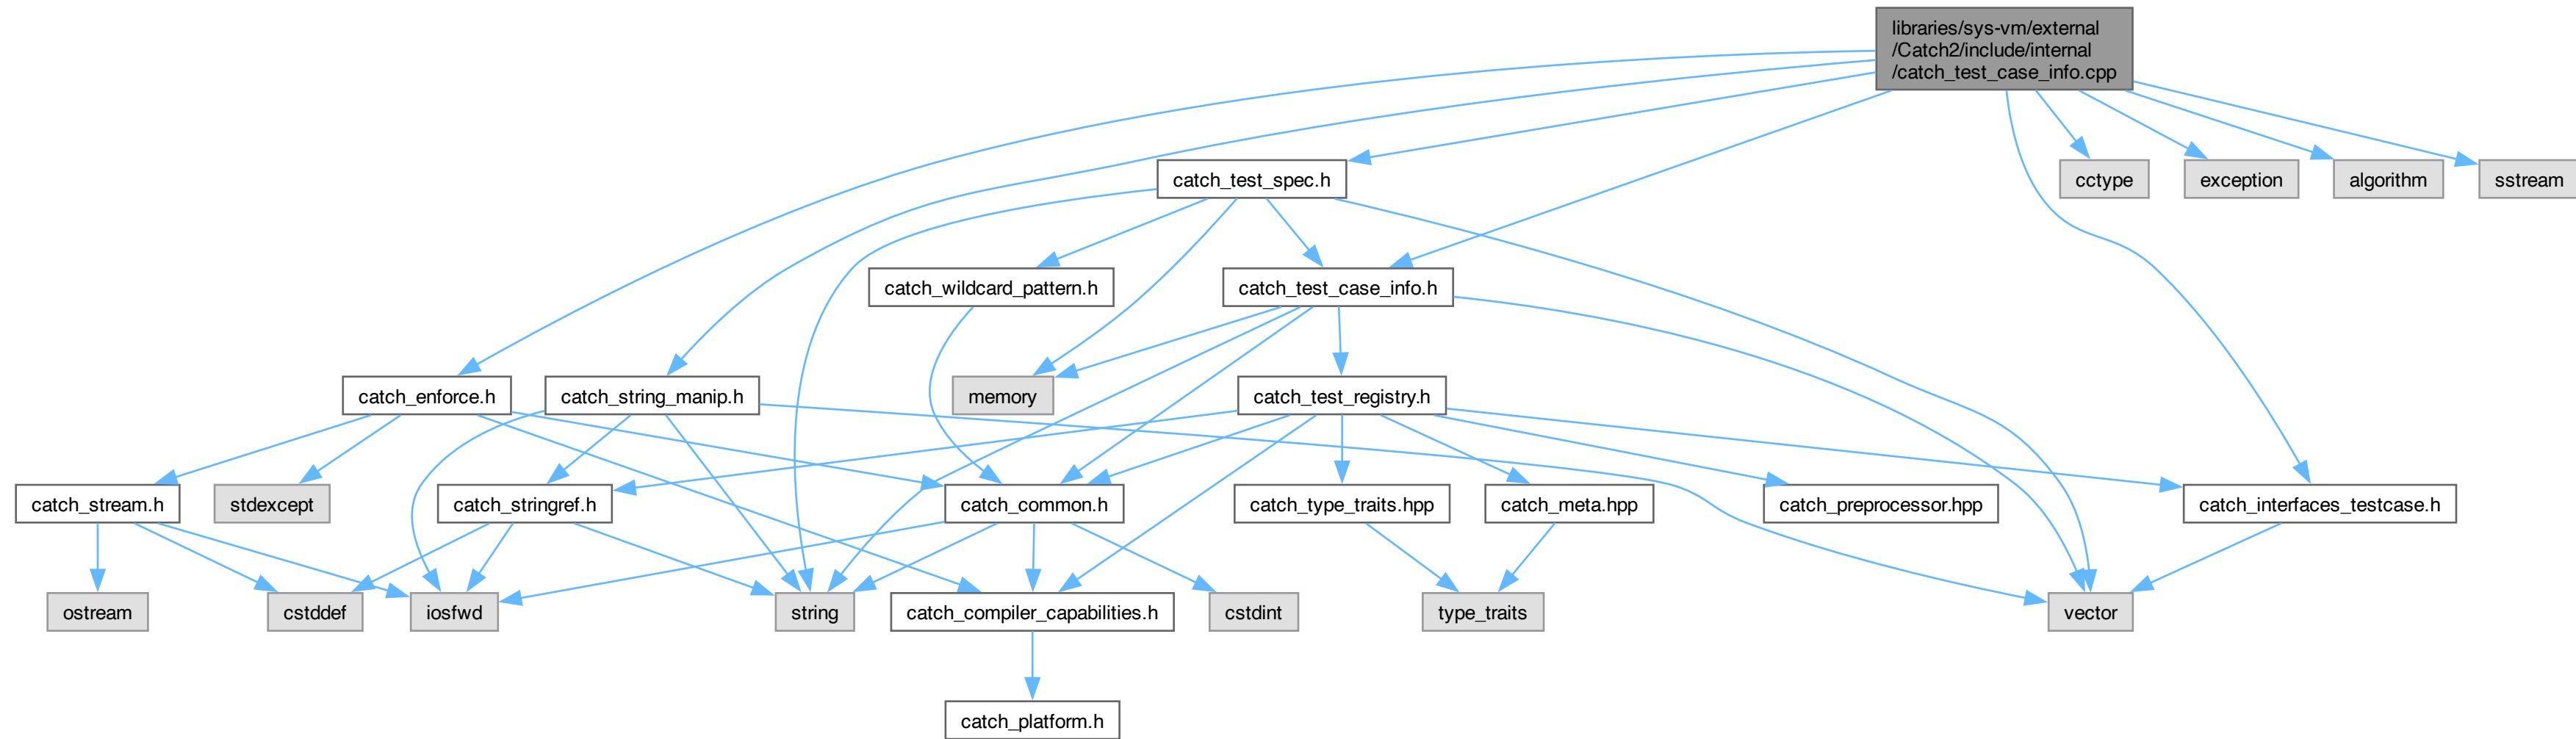 libraries/sys-vm/external
/Catch2/include/internal
/catch_test_case_info.cpp
catch_test_spec.h
cctype
exception
algorithm
sstream
catch_wildcard_pattern.h
catch_test_case_info.h
catch_enforce.h
catch_string_manip.h
memory
catch_test_registry.h
catch_stream.h
stdexcept
catch_stringref.h
catch_common.h
catch_type_traits.hpp
catch_meta.hpp
catch_preprocessor.hpp
catch_interfaces_testcase.h
ostream
cstddef
iosfwd
string
catch_compiler_capabilities.h
cstdint
type_traits
vector
catch_platform.h